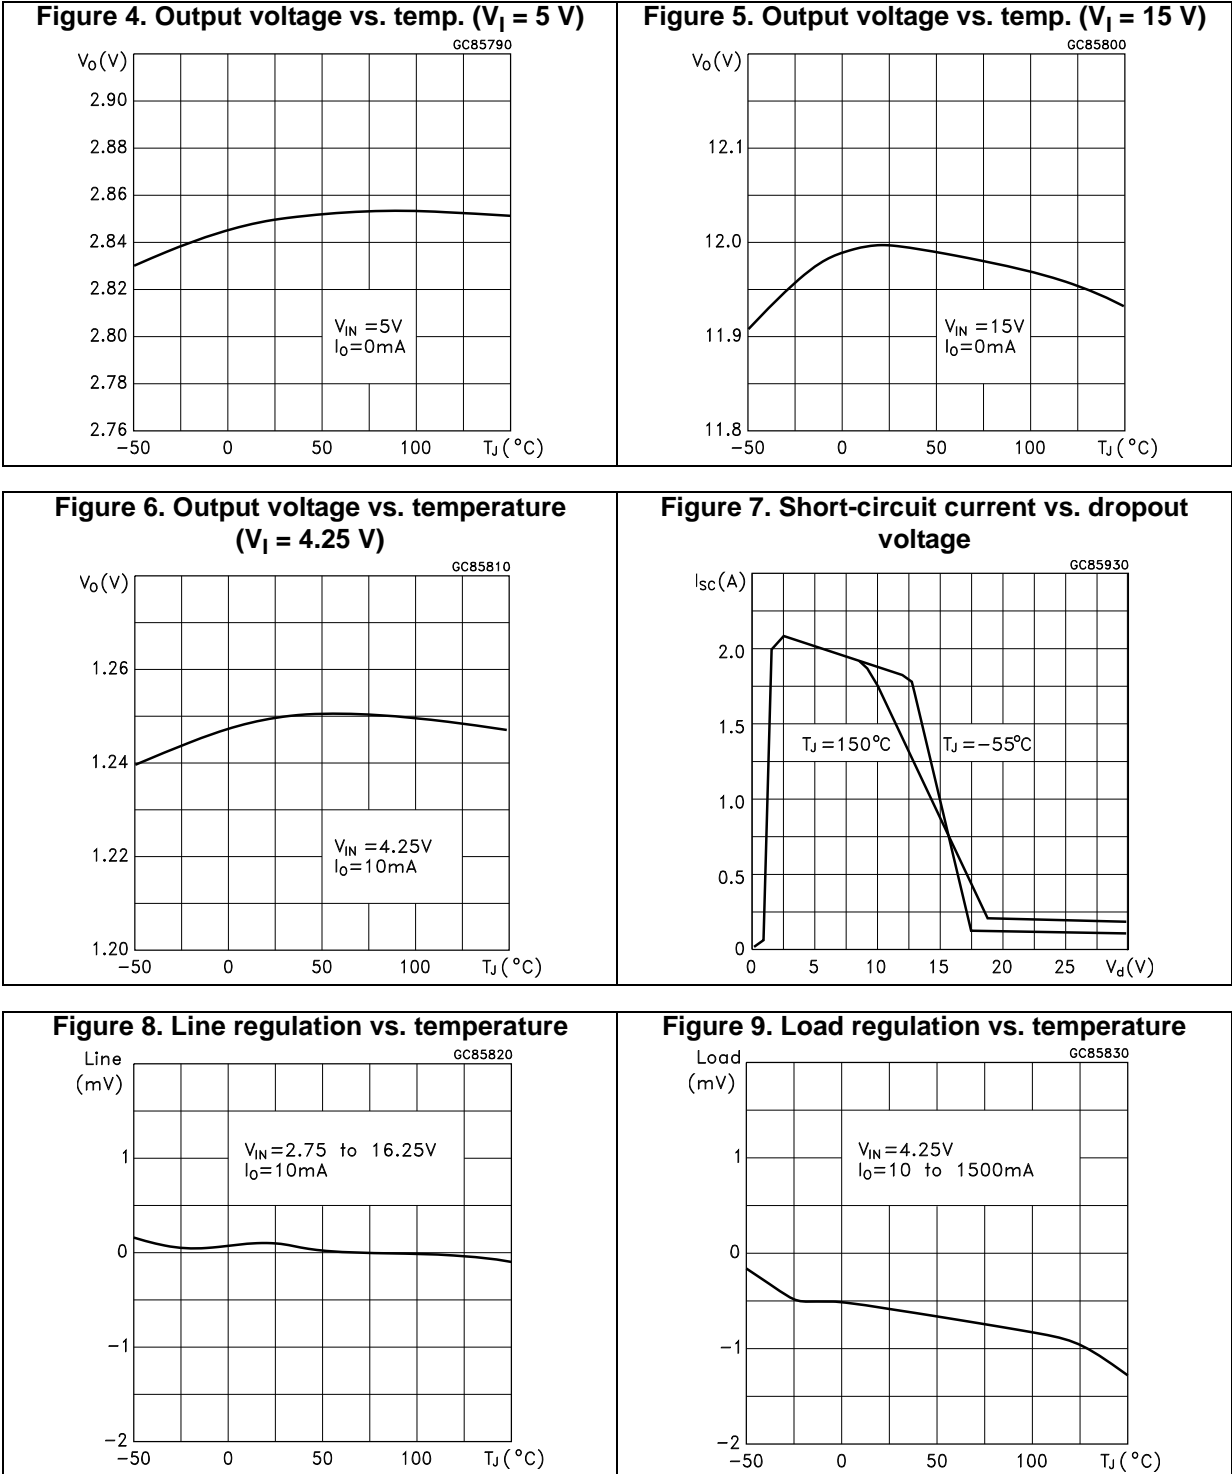 Figure 4. Output voltage vs. temp. (VI = 5 V)
GC85790
VO(V)
2.90
2.88
2.86
2.84
2.82
2.80
2.78
2.76
VIN =5V
IO=0mA
−50 0 50 100 TJ(°C)
Figure 5. Output voltage vs. temp. (VI = 15 V)
GC85800
VO(V)
12.1
12.0
11.9
11.8
VIN =15V
IO=0mA
−50 0 50 100 TJ(°C)
Figure 6. Output voltage vs. temperature
(VI = 4.25 V)
GC85810
VO(V)
1.26
1.24
1.22
1.20
VIN =4.25V
IO=10mA
−50 0 50 100 TJ(°C)
Figure 7. Short-circuit current vs. dropout
voltage
GC85930
ISC(A)
2.0
1.5
1.0
0.5
0
TJ=150°C TJ=−55°C
0 5 10 15 20 25 Vd(V)
Figure 8. Line regulation vs. temperature
GC85820
Line
(mV)
1
0
−1
−2
VIN=2.75 to 16.25V
IO=10mA
−50 0 50 100 TJ(°C)
Figure 9. Load regulation vs. temperature
GC85830
Load
(mV)
1
0
−1
−2
VIN=4.25V
IO=10 to 1500mA
−50 0 50 100 TJ(°C)